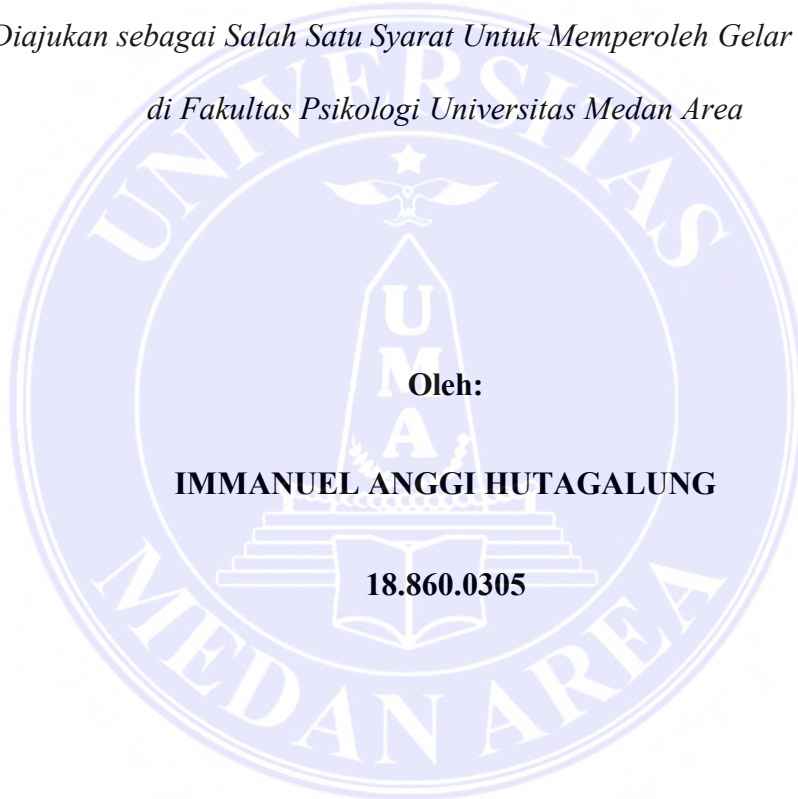 Diajukan sebagai Salah Satu Syarat Untuk Memperoleh Gelar
di Fakultas Psikologi Universitas Medan Area
UNIVERSITAS
UMA
Oleh:
IMMANUEL ANGGI HUTAGALUNG
18.860.0305
MEDAN AREA